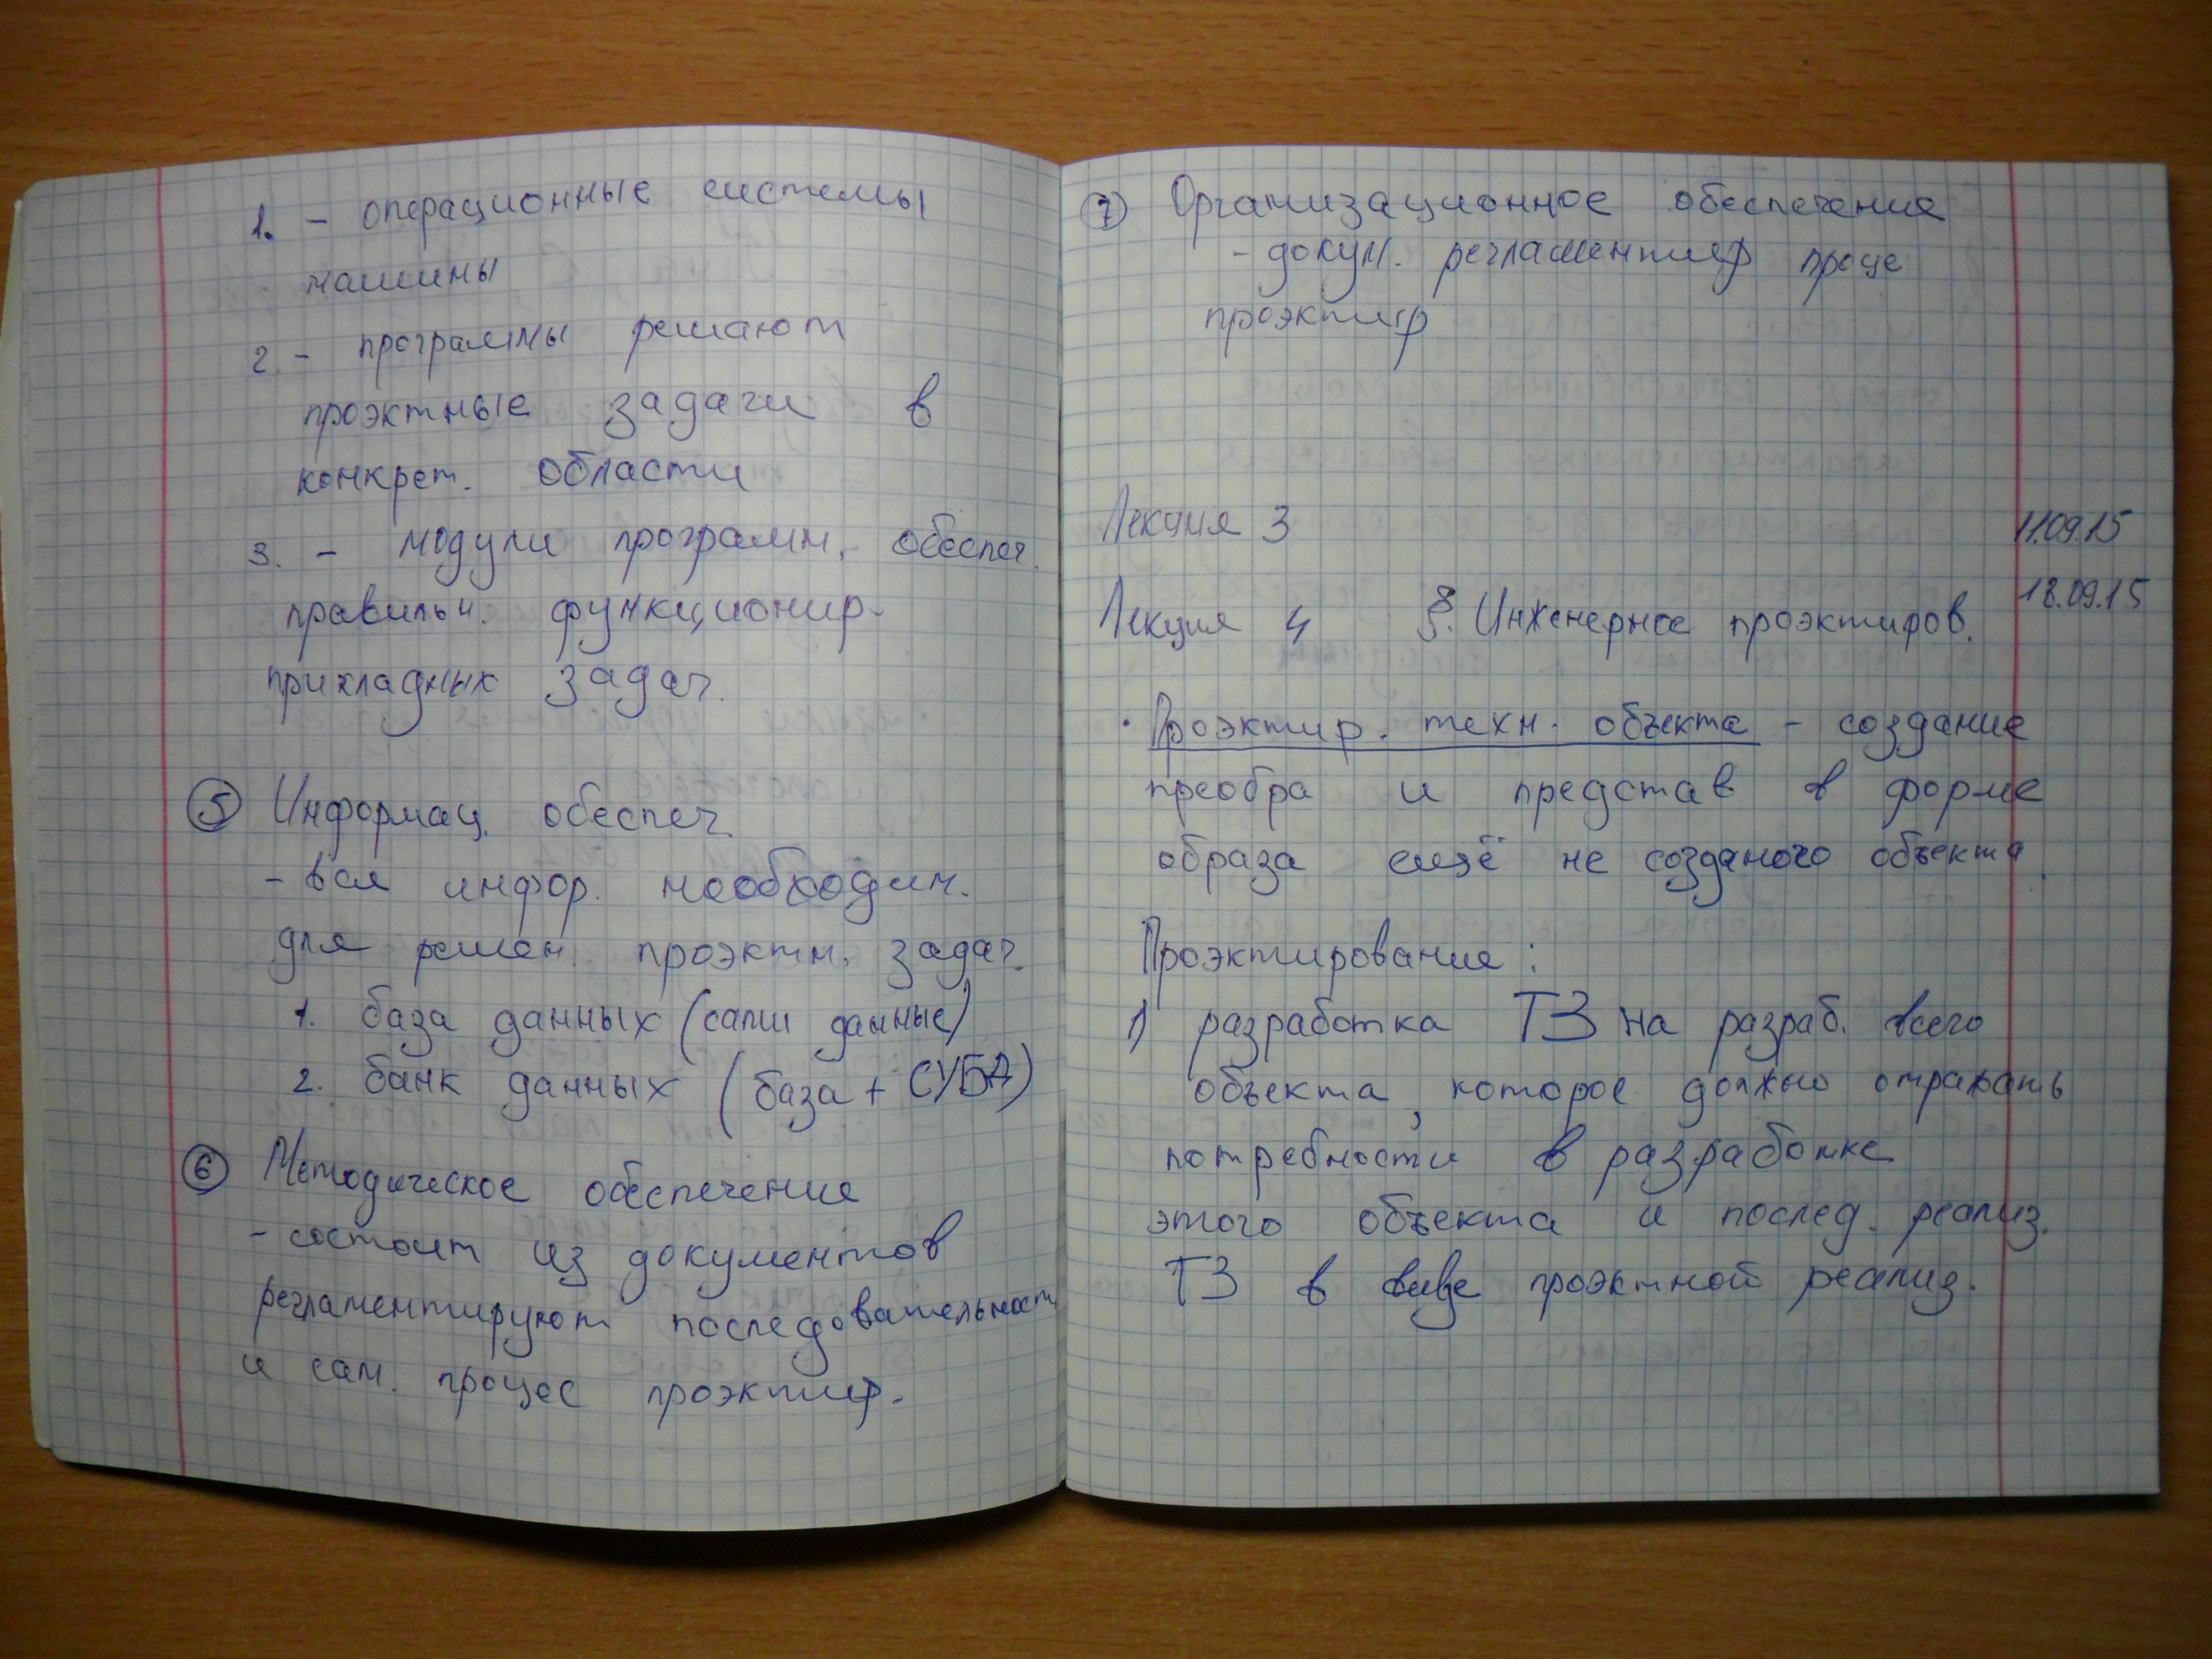 1. - операционные системы
машины
2. - программы решают
проэктные задачи в
конкрет. области
3. - модули программ, обеспеч.
правильн. функционир.
прикладных задач.
5 Информац. обеспеч.
- вся инфор. необходим.
для решен. проэктн. задач.
1. база данных (сами данные)
2. банк данных (база + СУБД)
6 Методическое обеспечение
- состоит из документов
регламентируют последовательност
и сам. процес проэктир.
7 Организационное обеспечение
- докум. регламентир проце
проэктир
Лекция 3 11.09.15
Лекция 4 §. Инженерное проэктиров. 18.09.15
· Проэктир. техн. объекта - создание
преобра и представ в форме
образа ещё не созданого объекта
Проэктирование:
1) разработка ТЗ на разраб. всего
объекта, которое должно отражать
потребности в разработке
этого объекта и послед. реализ.
ТЗ в виде проэктной реализ.